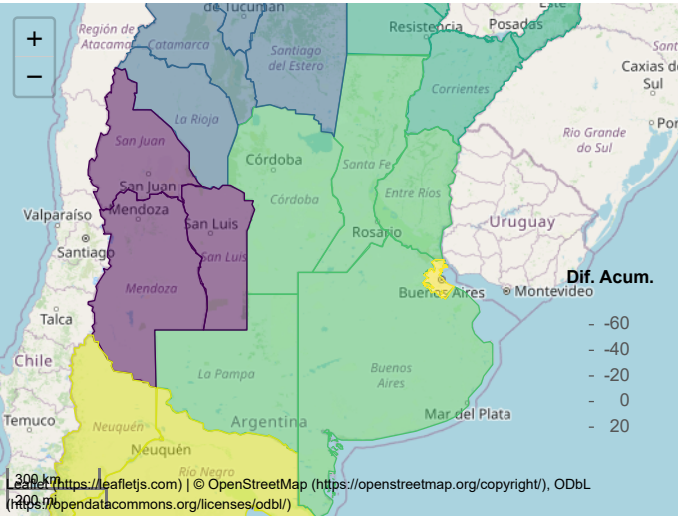 de Tucumán
Este
+
Región de
Atacama
Catamarca
Santiago
del Estero
Resistencia
Posadas
−
Caxias do
Sul
Corrientes
La Rioja
Rio Grande
do Sul
San Juan
Córdoba
Santa Fe
San Juan
Córdoba
Entre Ríos
Valparaíso
Mendoza
San Luis
Rosario
Uruguay
Santiago
San Luis
Mendoza
Buenos Aires
Montevideo
Dif. Acum.
Talca
- -60
- -40
- -20
- 0
- 20
Chile
La Pampa
Buenos
Aires
Temuco
Neuquén
Argentina
Mar del Plata
Neuquén
Río Negro
300 km
200 mi
Leaflet (https://leafletjs.com) | © OpenStreetMap (https://openstreetmap.org/copyright/), ODbL
(https://opendatacommons.org/licenses/odbl/)